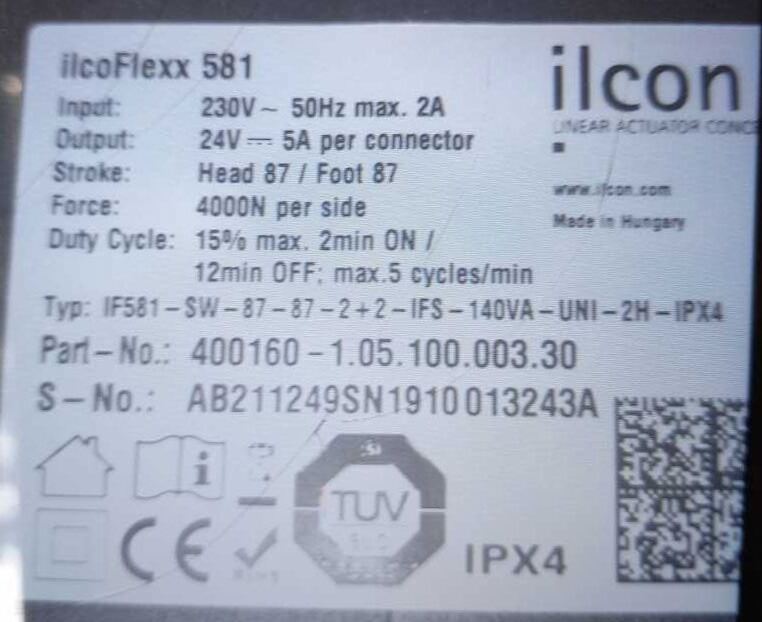 ilcoFlexx 581
ilcon
Input: 230V ~ 50Hz max. 2A
LINEAR ACTUATOR CONCE
Output: 24V ⎓ 5A per connector
Stroke: Head 87 / Foot 87
www.ilcon.com
Force: 4000N per side
Made in Hungary
Duty Cycle: 15% max. 2min ON /
12min OFF; max.5 cycles/min
Typ: IF581-SW-87-87-2+2-IFS-140VA-UNI-2H-IPX4
Part-No.: 400160-1.05.100.003.30
S-No.: AB211249SN1910013243A
i
TUV
CE
IPX4